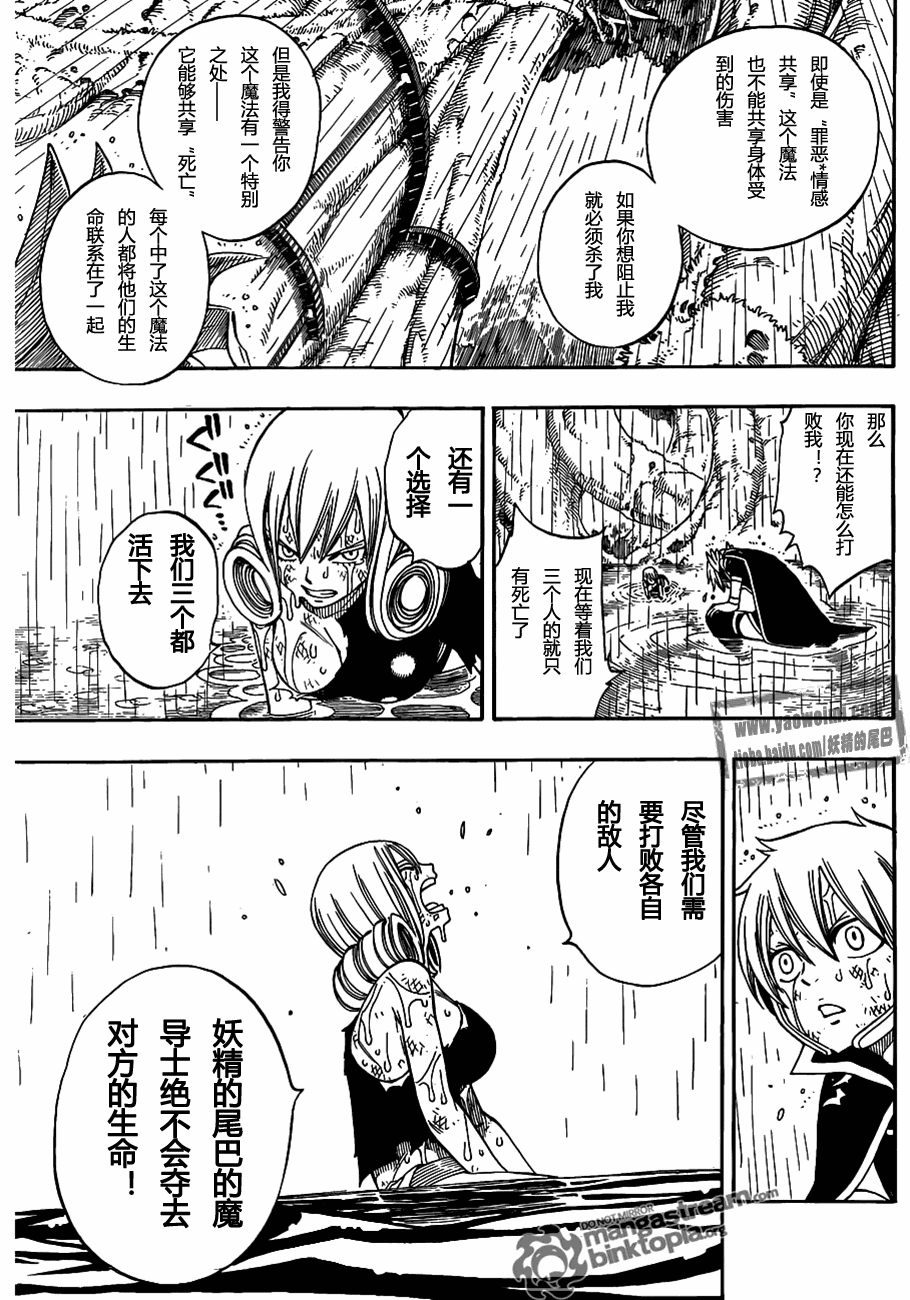 即使是“罪恶*情感
共享”这个魔法
也不能共享身体受
到的伤害
如果你想阻止我
就必须杀了我
但是我得警告你
这个魔法有一个特别
之处——
它能够共享“死亡”
每个中了这个魔法
的人都将他们的生
命联系在了一起
那么
你现在还能怎么打
败我！？
现在等着我们
三个人的就只
有死亡了
还有一
个选择
我们三个都
活下去
tieba.baidu.com/妖精的尾巴
尽管我们需
要打败各自
的敌人
妖精的尾巴的魔
导士绝不会夺去
对方的生命！
DO NOT MIRROR
mangastream.com
binktopia.org